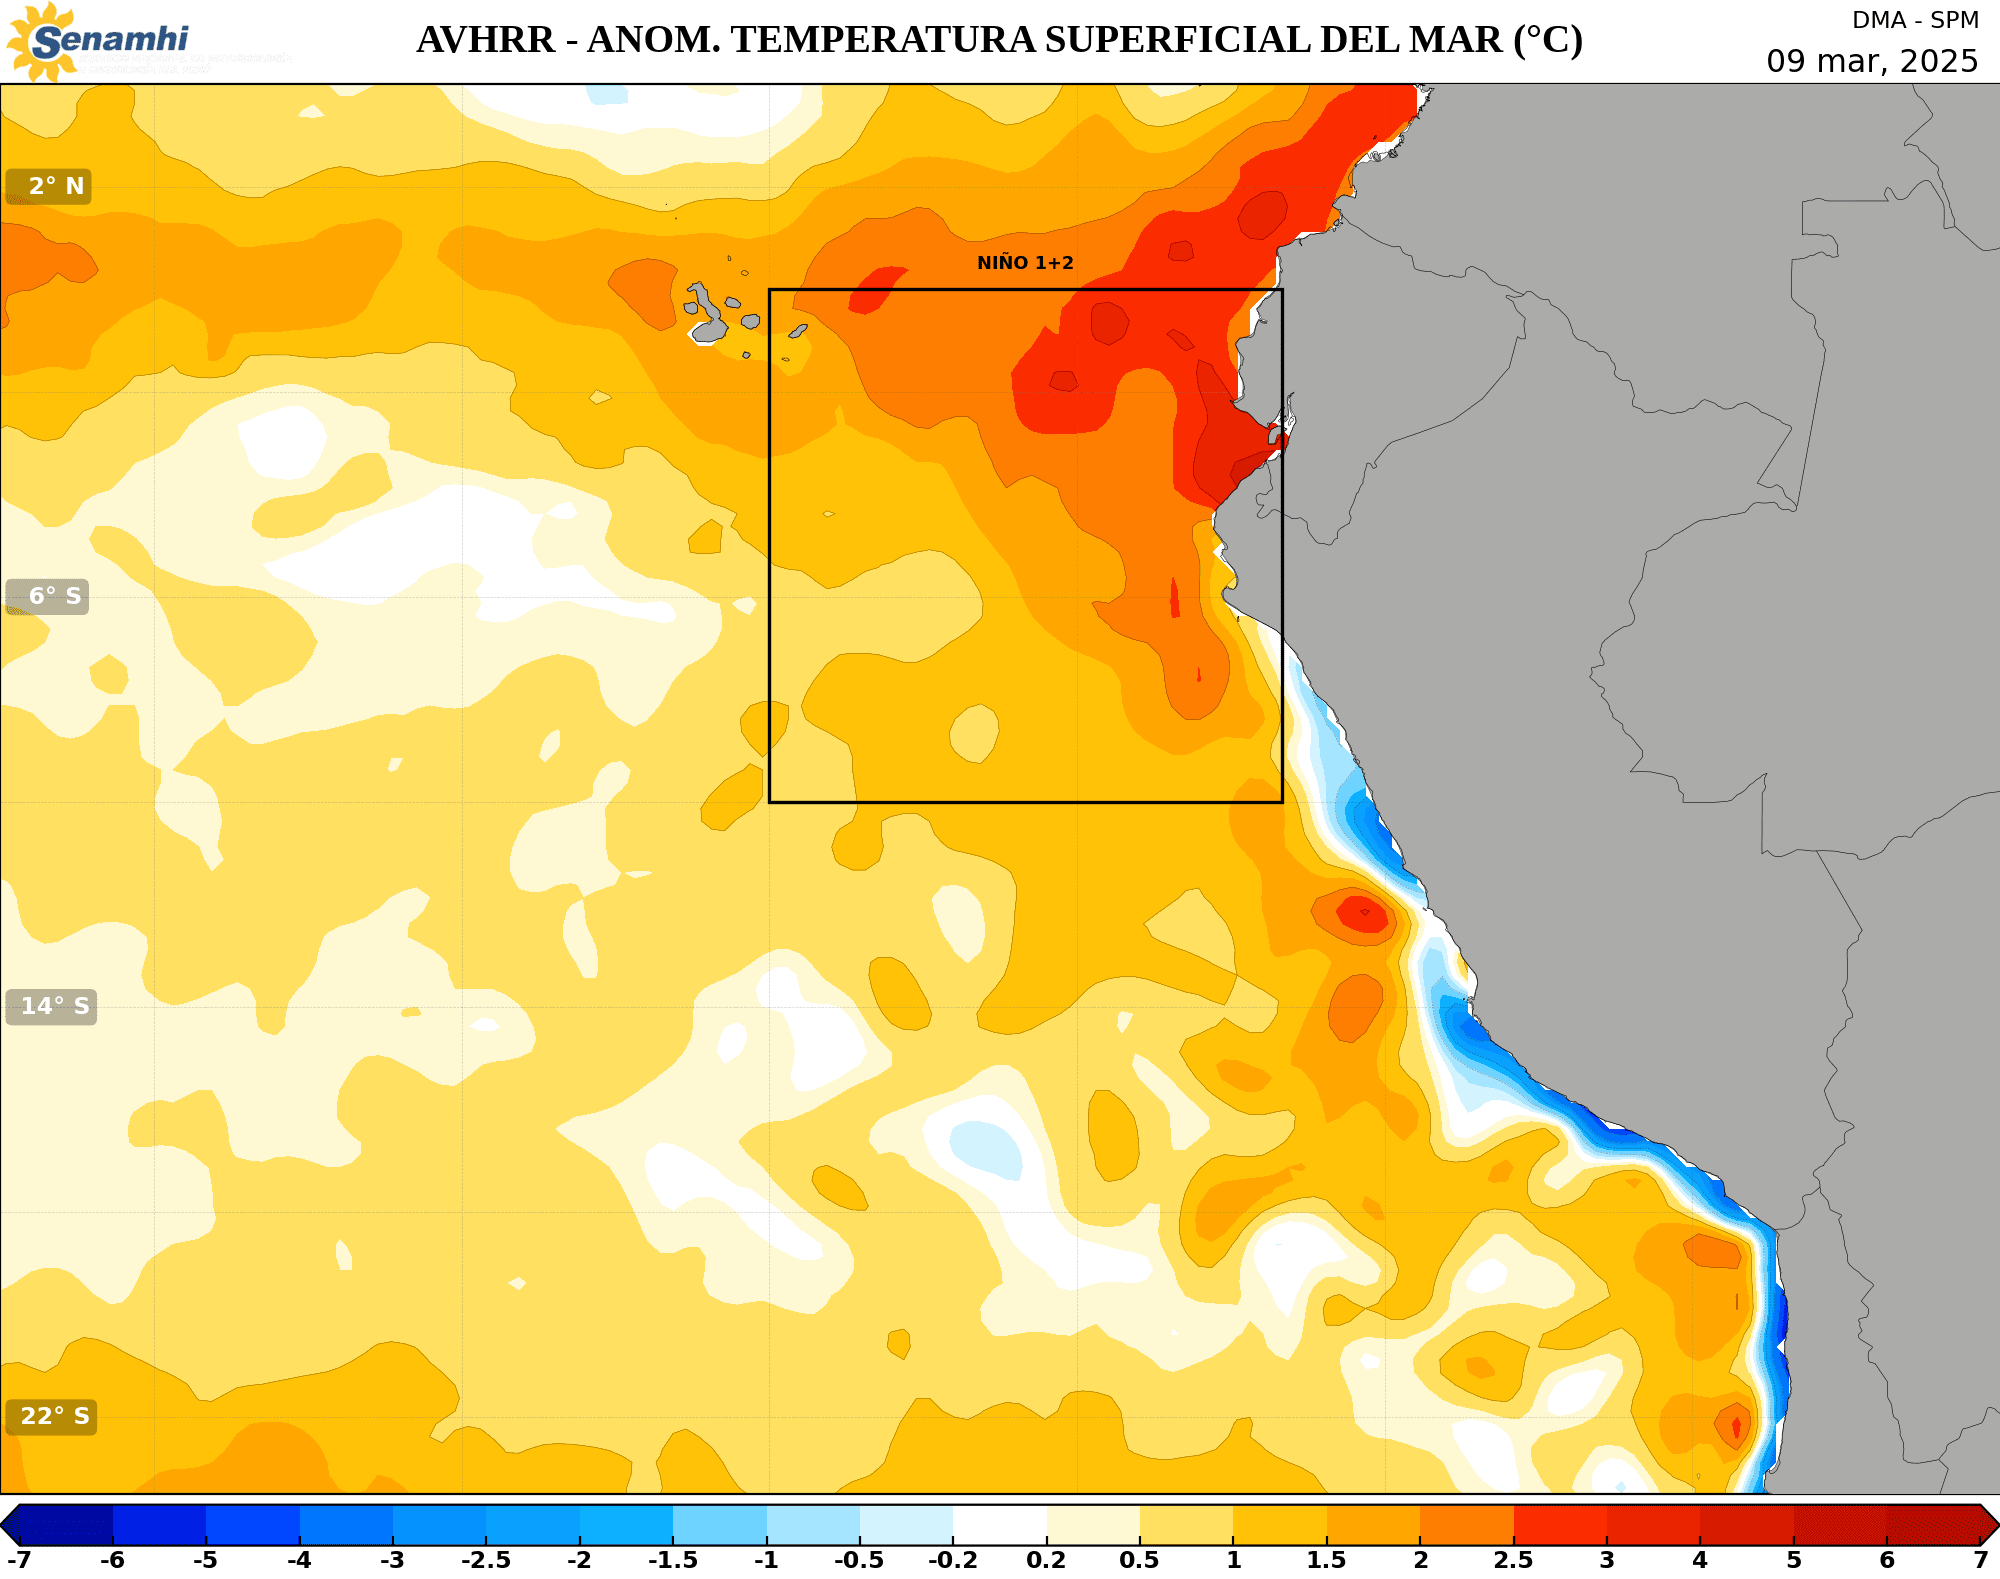 Senamhi
AVHRR - ANOM. TEMPERATURA SUPERFICIAL DEL MAR (°C)
DMA - SPM
09 mar, 2025
2° N
NIÑO 1+2
6° S
14° S
22° S
-7 -6 -5 -4 -3 -2.5 -2 -1.5 -1 -0.5 -0.2 0.2 0.5 1 1.5 2 2.5 3 4 5 6 7